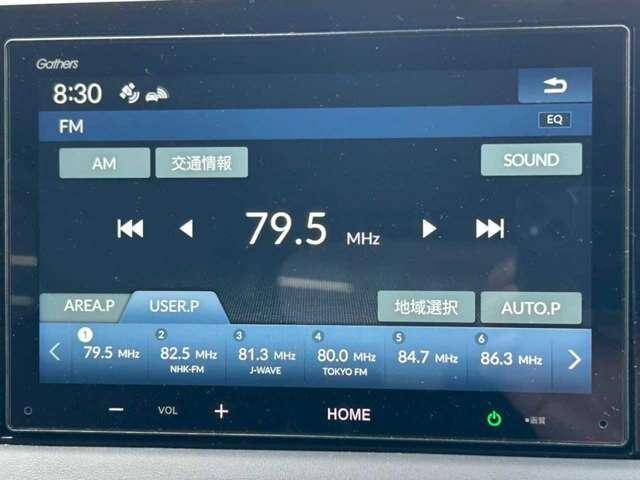 Gathers
8:30
FM EQ
AM 交通情報 SOUND
79.5 MHz
AREA.P USER.P 地域選択 AUTO.P
1 2 3 4 5 6
79.5 MHz 82.5 MHz 81.3 MHz 80.0 MHz 84.7 MHz 86.3 MHz
NHK-FM J-WAVE TOKYO FM
VOL HOME 画質